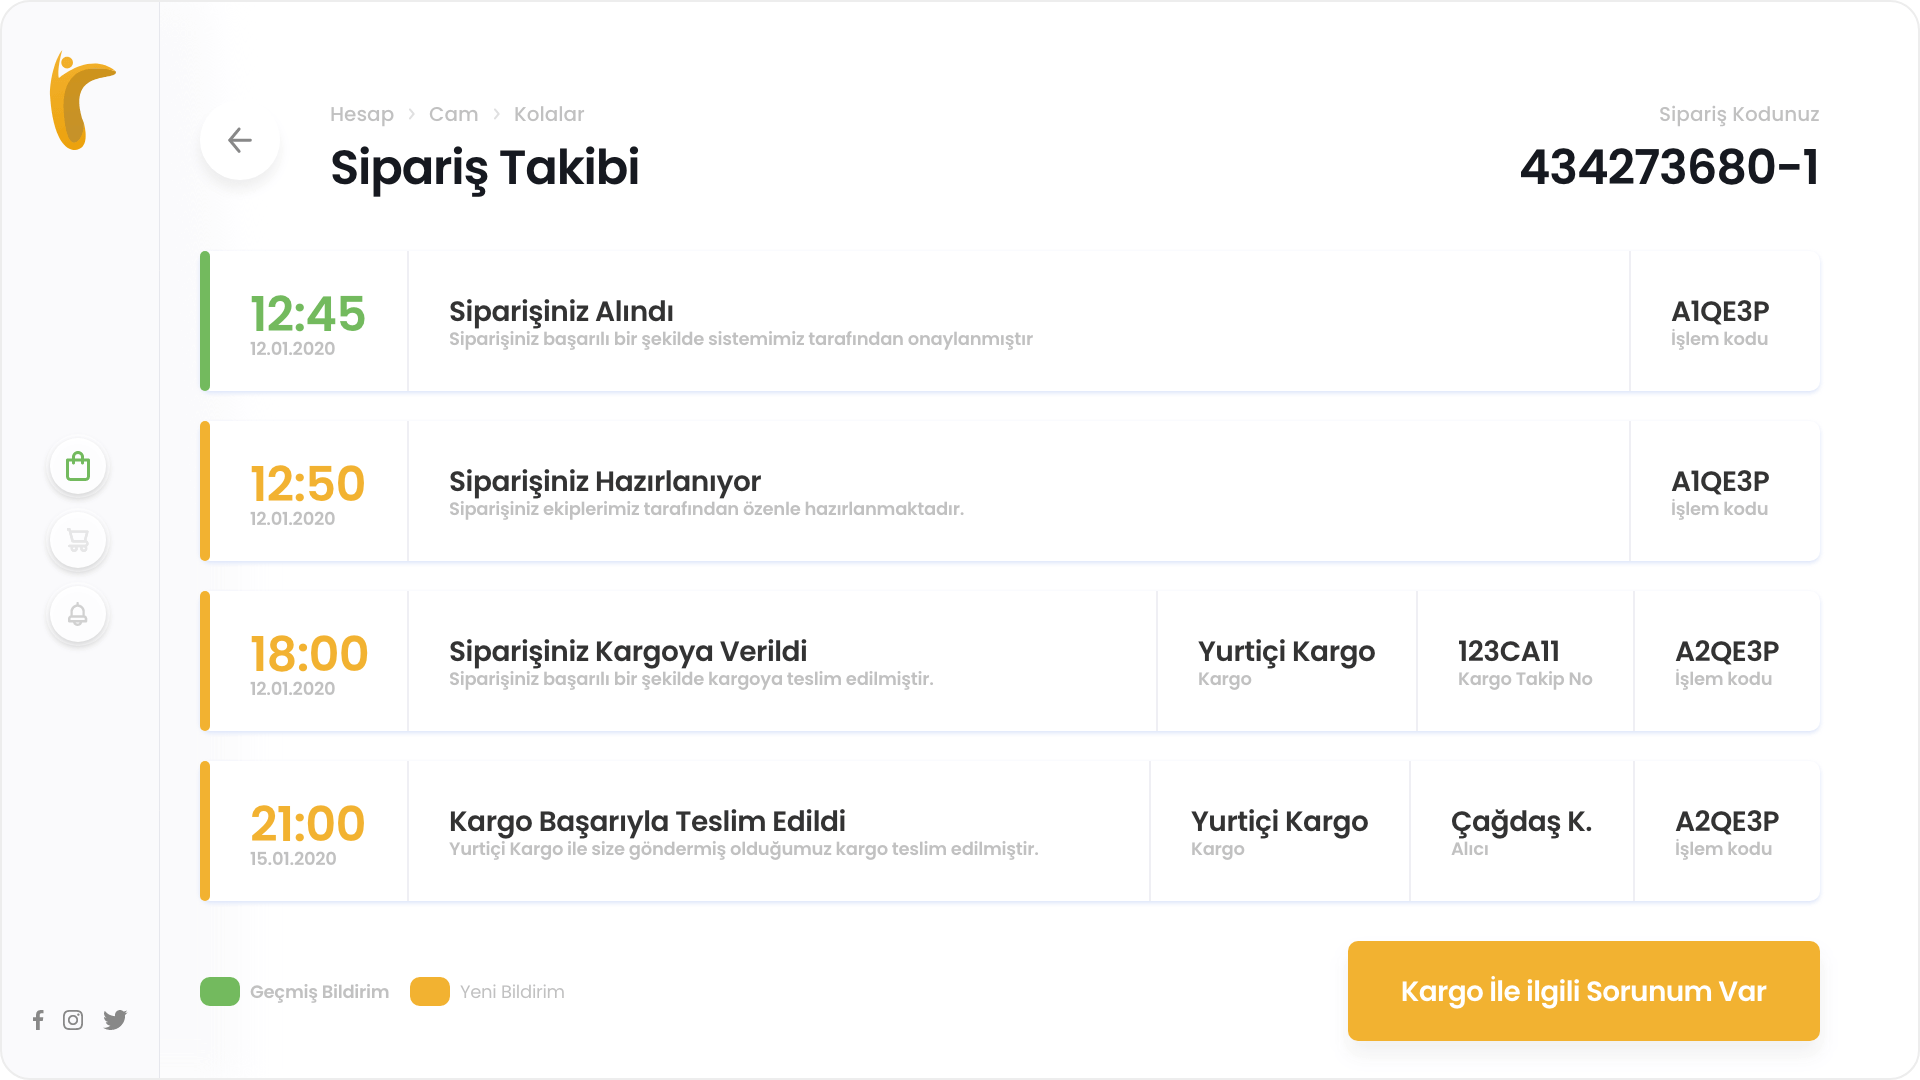 Hesap > Cam > Kolalar
Sipariş Takibi
Sipariş Kodunuz
434273680-1
12:45
12.01.2020
Siparişiniz Alındı
Siparişiniz başarılı bir şekilde sistemimiz tarafından onaylanmıştır
A1QE3P
İşlem kodu
12:50
12.01.2020
Siparişiniz Hazırlanıyor
Siparişiniz ekiplerimiz tarafından özenle hazırlanmaktadır.
A1QE3P
İşlem kodu
18:00
12.01.2020
Siparişiniz Kargoya Verildi
Siparişiniz başarılı bir şekilde kargoya teslim edilmiştir.
Yurtiçi Kargo
Kargo
123CA11
Kargo Takip No
A2QE3P
İşlem kodu
21:00
15.01.2020
Kargo Başarıyla Teslim Edildi
Yurtiçi Kargo ile size göndermiş olduğumuz kargo teslim edilmiştir.
Yurtiçi Kargo
Kargo
Çağdaş K.
Alıcı
A2QE3P
İşlem kodu
Geçmiş Bildirim
Yeni Bildirim
Kargo İle ilgili Sorunum Var